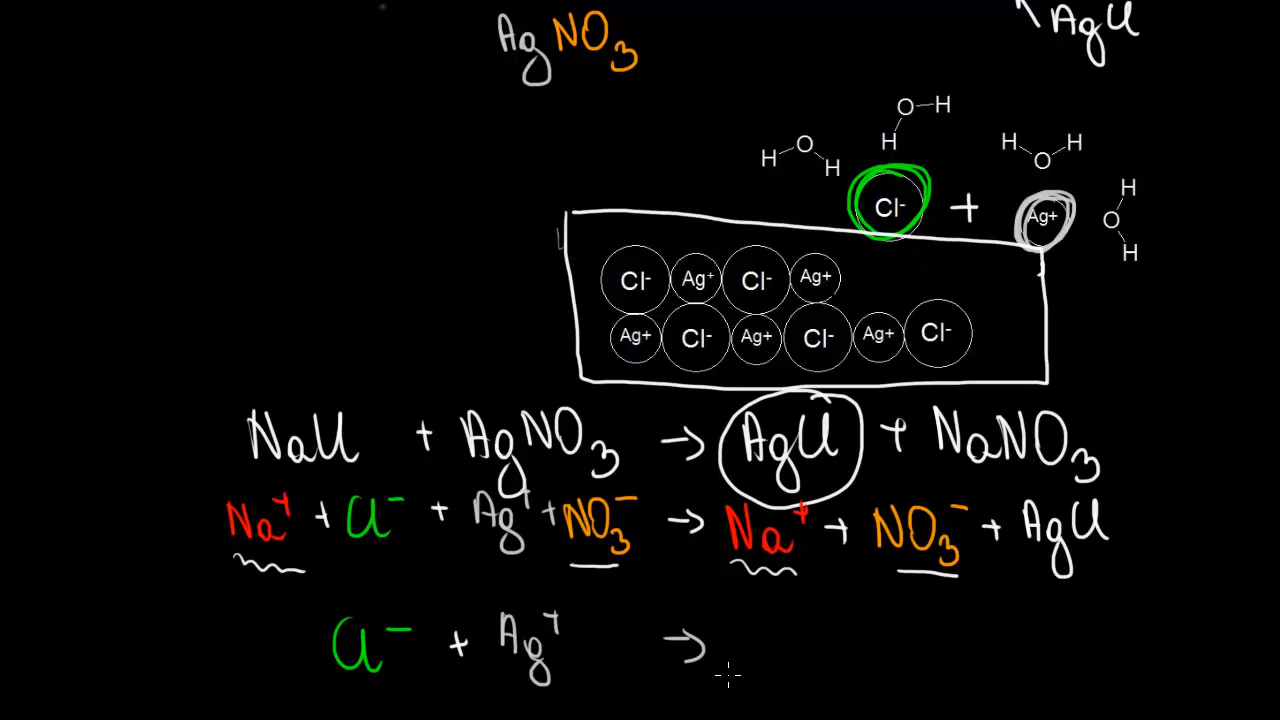 AgNO₃
AgCl
O-H
H
H O H
H O H
H O H
Cl⁻ + Ag+
Cl⁻ Ag⁺ Cl⁻ Ag+
Ag+ Cl⁻ Ag+ Cl⁻ Ag+ Cl⁻
NaCl + AgNO₃ → AgCl + NaNO₃
Na⁺ + Cl⁻ + Ag⁺ + NO₃⁻ → Na⁺ + NO₃⁻ + AgCl
Cl⁻ + Ag⁺ →